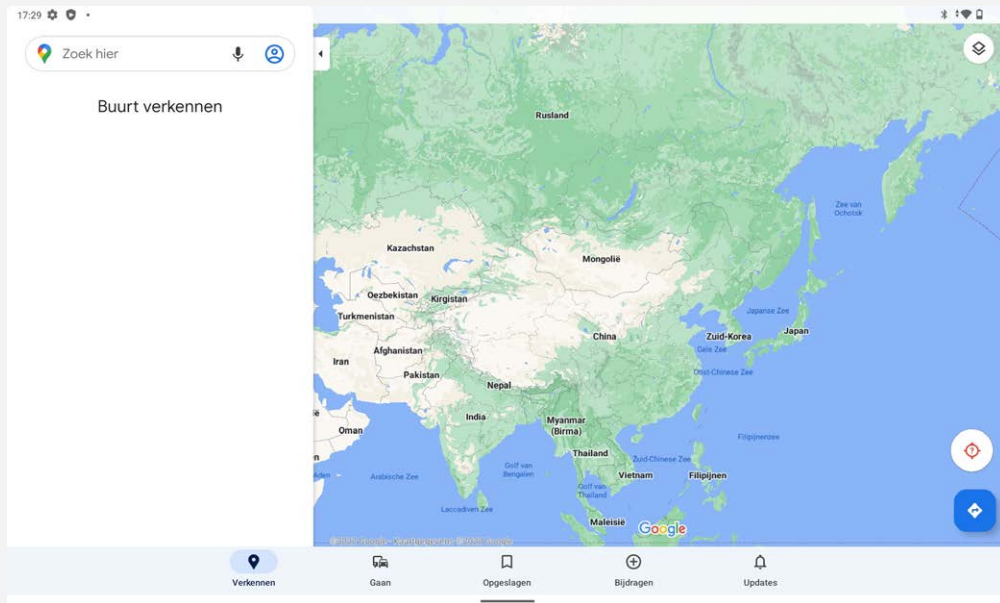 17:29
Zoek hier
Buurt verkennen
Rusland
Zee van
Ochotsk
Kazachstan
Mongolië
Oezbekistan
Kirgistan
Turkmenistan
Japanse Zee
Japan
China
Zuid-Korea
Gele Zee
Afghanistan
Iran
Pakistan
Oost-Chinese Zee
Nepal
India
Myanmar
(Birma)
Oman
Filipijnenzee
Thailand
Zuid-Chinese Zee
Golf van
Bengalen
Arabische Zee
Vietnam
Filipijnen
Golf van
Thailand
Laccadiven Zee
Maleisië
Google
Verkennen
Gaan
Opgeslagen
Bijdragen
Updates